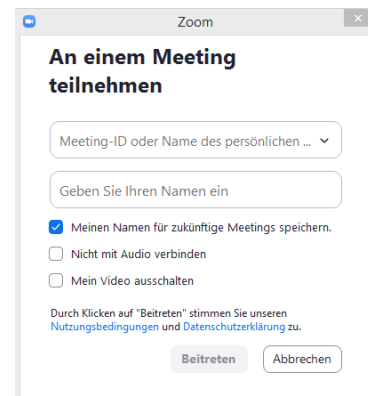 Zoom
An einem Meeting
teilnehmen
Meeting-ID oder Name des persönlichen ...
Geben Sie Ihren Namen ein
Meinen Namen für zukünftige Meetings speichern.
Nicht mit Audio verbinden
Mein Video ausschalten
Durch Klicken auf "Beitreten" stimmen Sie unseren
Nutzungsbedingungen und Datenschutzerklärung zu.
Beitreten Abbrechen